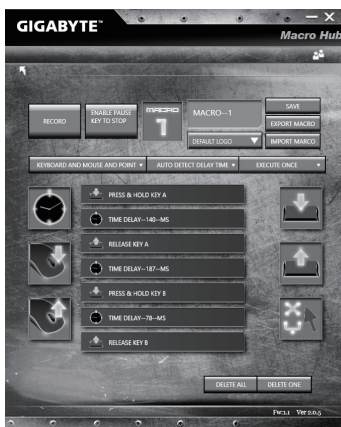 GIGABYTE™
Macro Hub
RECORD
ENABLE PAUSE
KEY TO STOP
MACRO
1
MACRO--1
DEFAULT LOGO
SAVE
EXPORT MACRO
IMPORT MARCO
KEYBOARD AND MOUSE AND POINT
AUTO DETECT DELAY TIME
EXECUTE ONCE
PRESS & HOLD KEY A
TIME DELAY--140--MS
RELEASE KEY A
TIME DELAY--187--MS
PRESS & HOLD KEY B
TIME DELAY--78--MS
RELEASE KEY B
DELETE ALL
DELETE ONE
Fw:1.1 Ver 2.0.5